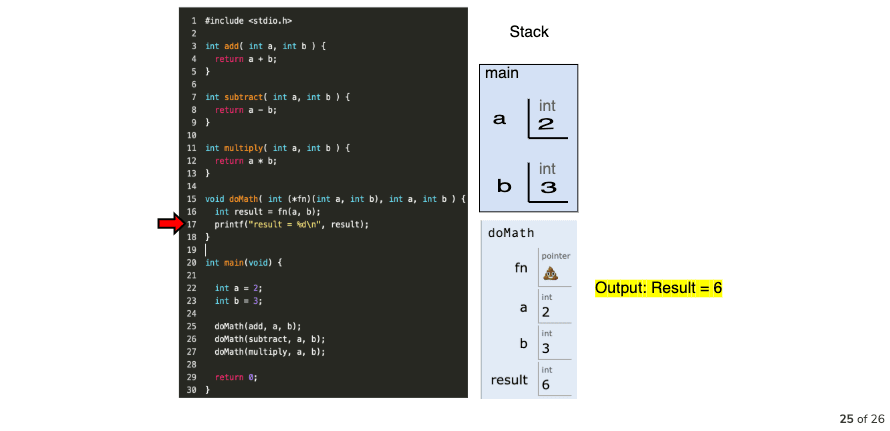 1 #include <stdio.h>
2
3 int add( int a, int b ) {
4 return a + b;
5 }
6
7 int subtract( int a, int b ) {
8 return a - b;
9 }
10
11 int multiply( int a, int b ) {
12 return a * b;
13 }
14
15 void doMath( int (*fn)(int a, int b), int a, int b ) {
16 int result = fn(a, b);
17 printf("result = %d\n", result);
18 }
19
20 int main(void) {
21
22 int a = 2;
23 int b = 3;
24
25 doMath(add, a, b);
26 doMath(subtract, a, b);
27 doMath(multiply, a, b);
28
29 return 0;
30 }
Stack
main
int
a 2
int
b 3
doMath
pointer
fn
int
a 2
int
b 3
int
result 6
Output: Result = 6
25 of 26